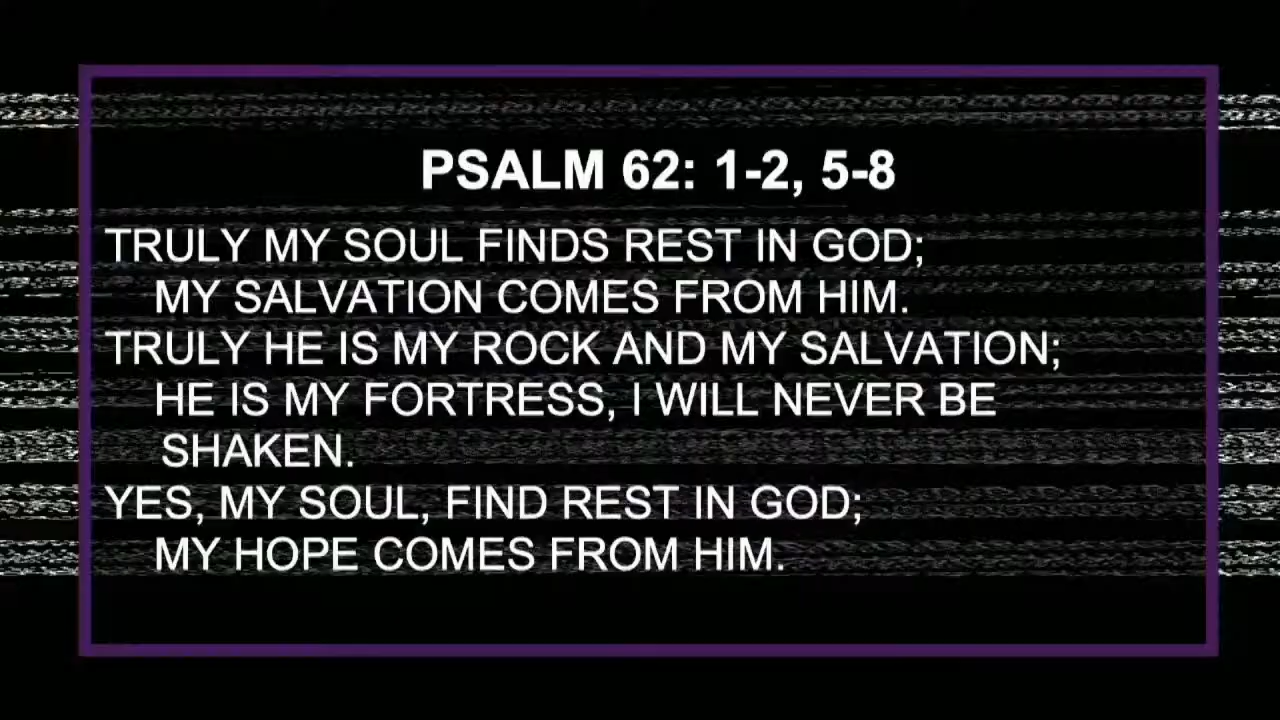 PSALM 62: 1-2, 5-8
TRULY MY SOUL FINDS REST IN GOD;
MY SALVATION COMES FROM HIM.
TRULY HE IS MY ROCK AND MY SALVATION;
HE IS MY FORTRESS, I WILL NEVER BE
SHAKEN.
YES, MY SOUL, FIND REST IN GOD;
MY HOPE COMES FROM HIM.